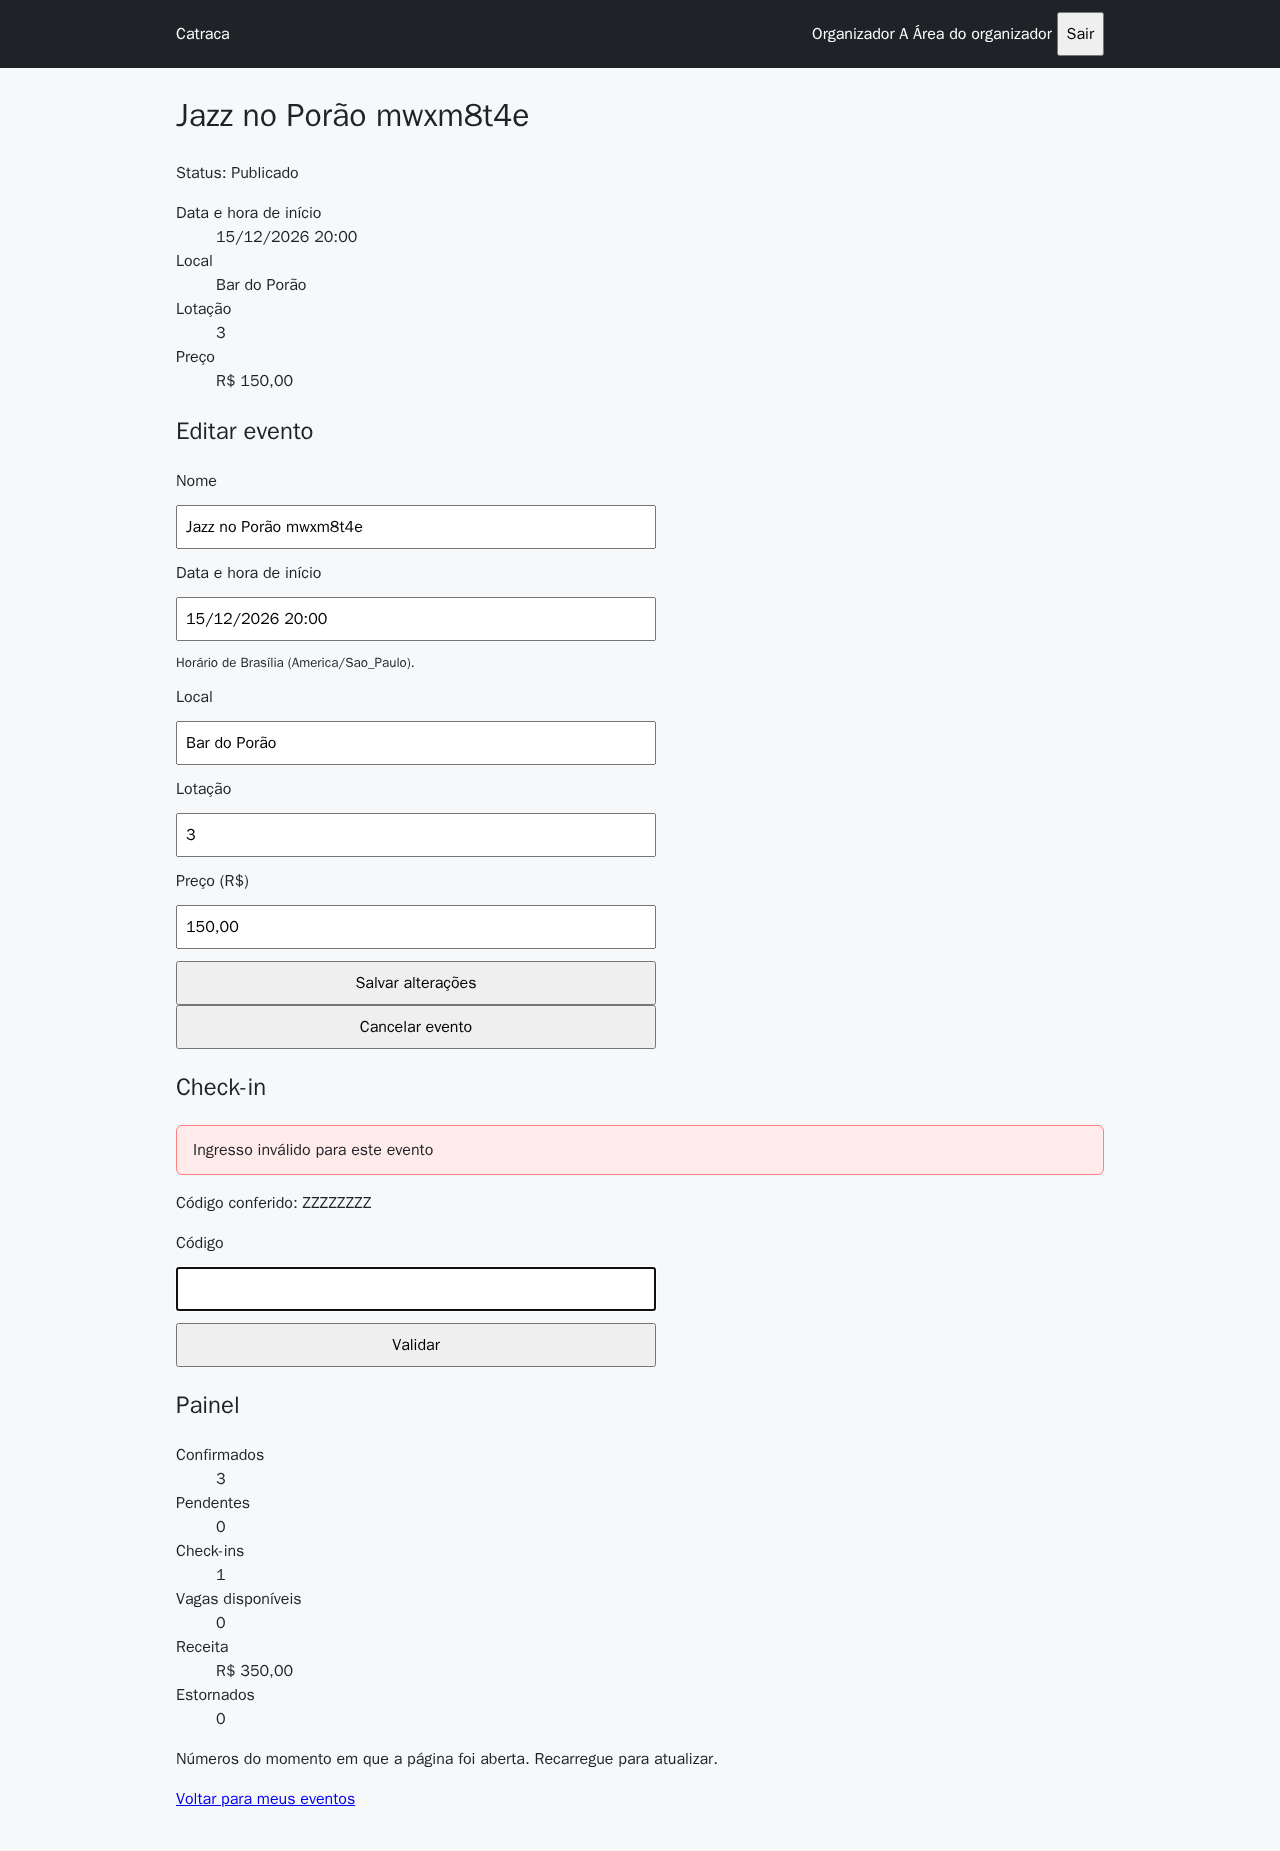 Catraca
Organizador A Área do organizador Sair
Jazz no Porão mwxm8t4e
Status: Publicado
Data e hora de início
15/12/2026 20:00
Local
Bar do Porão
Lotação
3
Preço
R$ 150,00
Editar evento
Nome
Jazz no Porão mwxm8t4e
Data e hora de início
15/12/2026 20:00
Horário de Brasília (America/Sao_Paulo).
Local
Bar do Porão
Lotação
3
Preço (R$)
150,00
Salvar alterações
Cancelar evento
Check-in
Ingresso inválido para este evento
Código conferido: ZZZZZZZZ
Código
Validar
Painel
Confirmados
3
Pendentes
0
Check-ins
1
Vagas disponíveis
0
Receita
R$ 350,00
Estornados
0
Números do momento em que a página foi aberta. Recarregue para atualizar.
Voltar para meus eventos